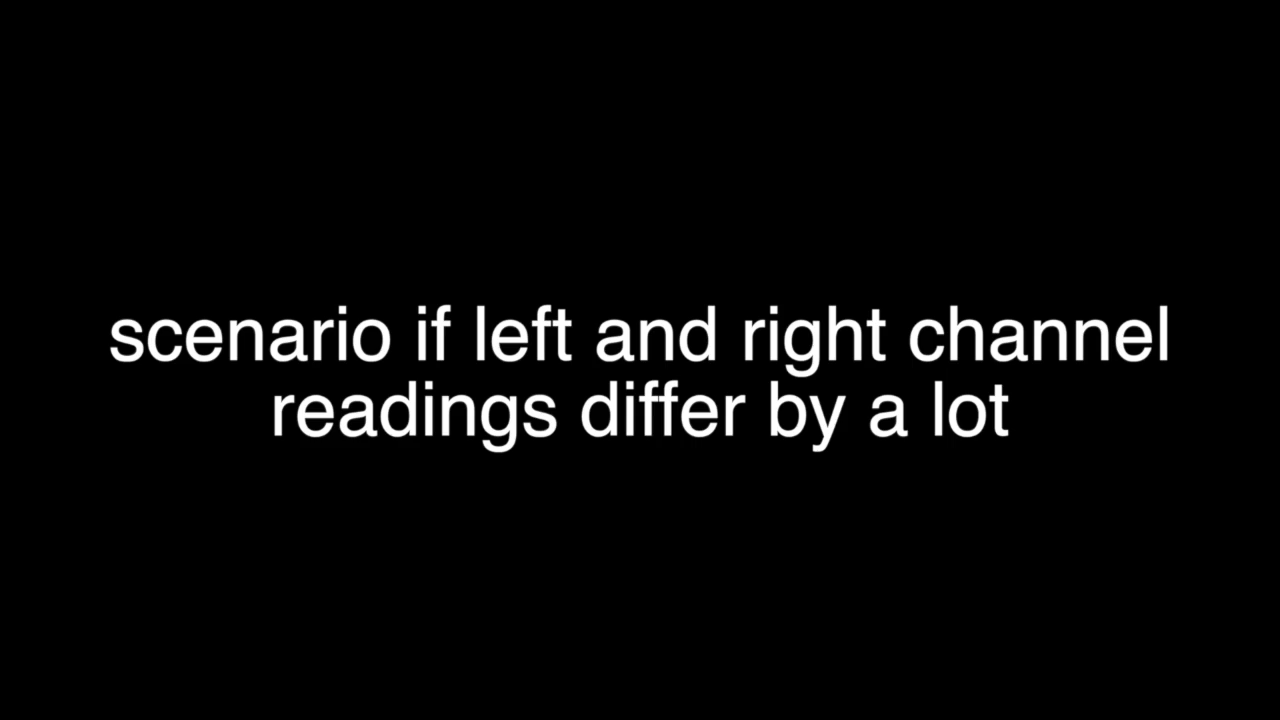 scenario if left and right channel
readings differ by a lot